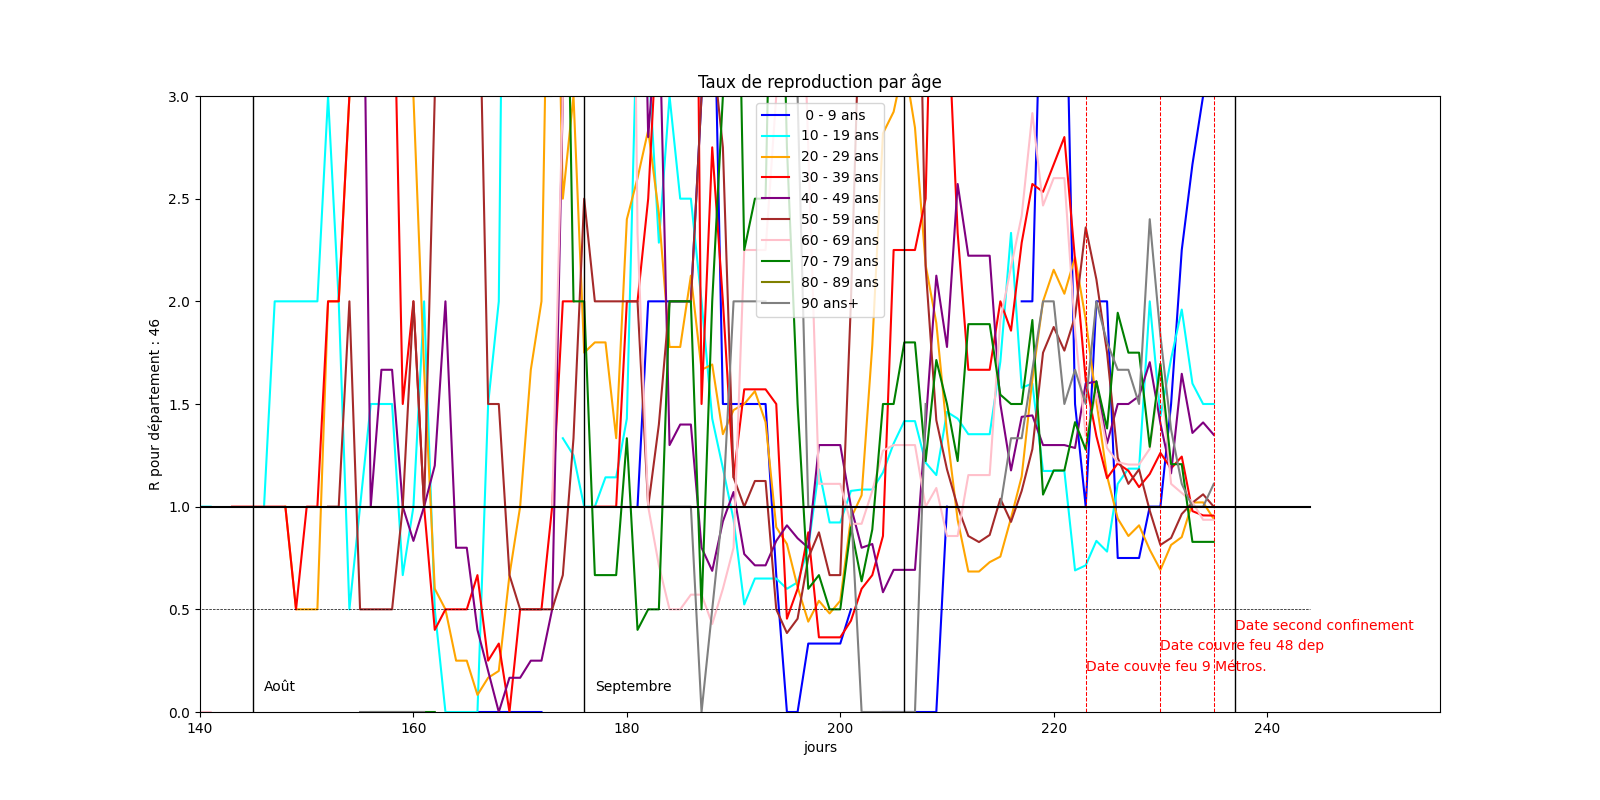 Taux de reproduction par âge
R pour département : 46
3.0
2.5
2.0
1.5
1.0
0.5
0.0
0 - 9 ans
10 - 19 ans
20 - 29 ans
30 - 39 ans
40 - 49 ans
50 - 59 ans
60 - 69 ans
70 - 79 ans
80 - 89 ans
90 ans+
Date second confinement
Date couvre feu 48 dep
Date couvre feu 9 Métros.
Août
Septembre
140
160
180
200
220
240
jours